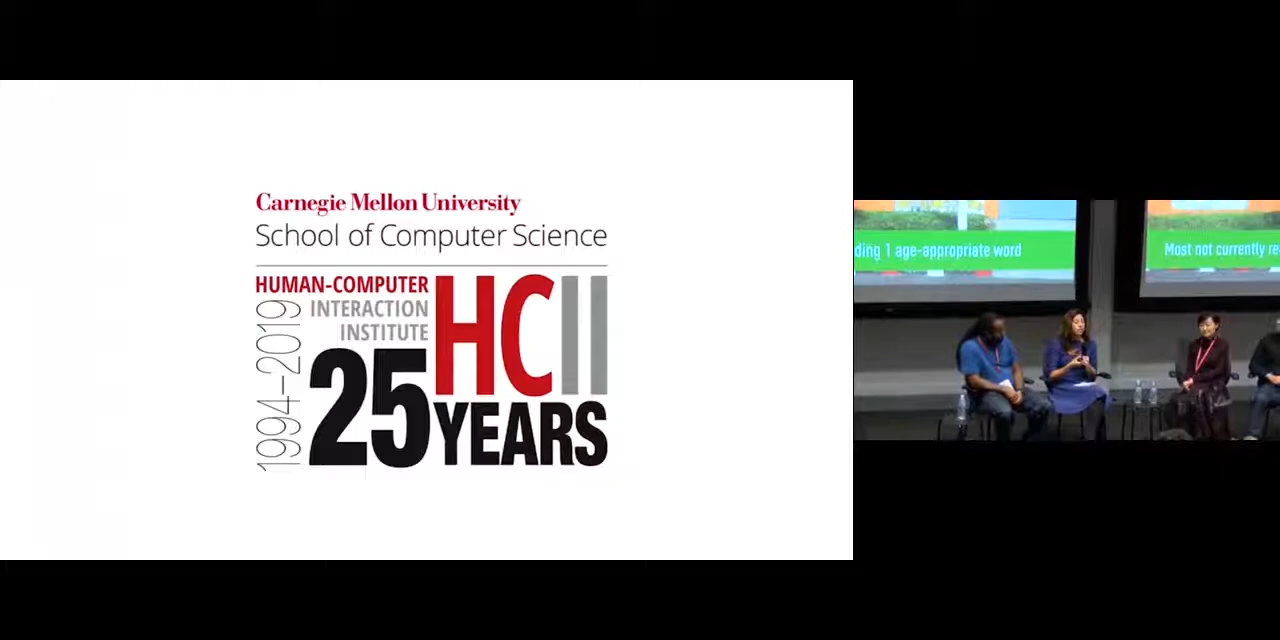 Carnegie Mellon University
School of Computer Science
HUMAN-COMPUTER
INTERACTION
INSTITUTE
HCII
1994–2019
25 YEARS
ding 1 age-appropriate word
Most not currently re